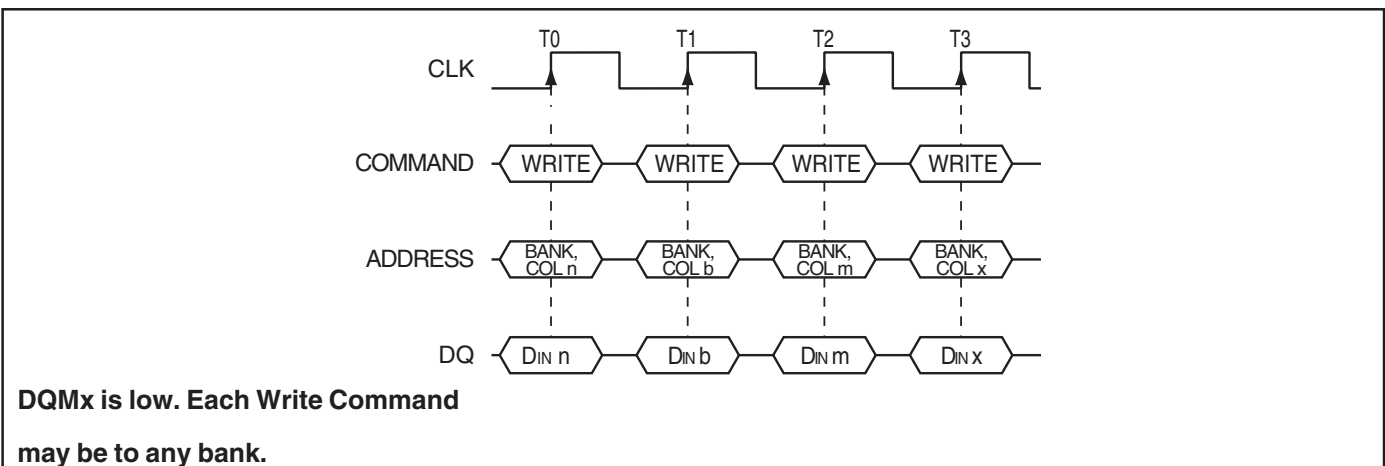 T0 T1 T2 T3
CLK
COMMAND WRITE WRITE WRITE WRITE
ADDRESS BANK, COL n BANK, COL b BANK, COL m BANK, COL x
DQ DIN n DIN b DIN m DIN x
DQMx is low. Each Write Command
may be to any bank.